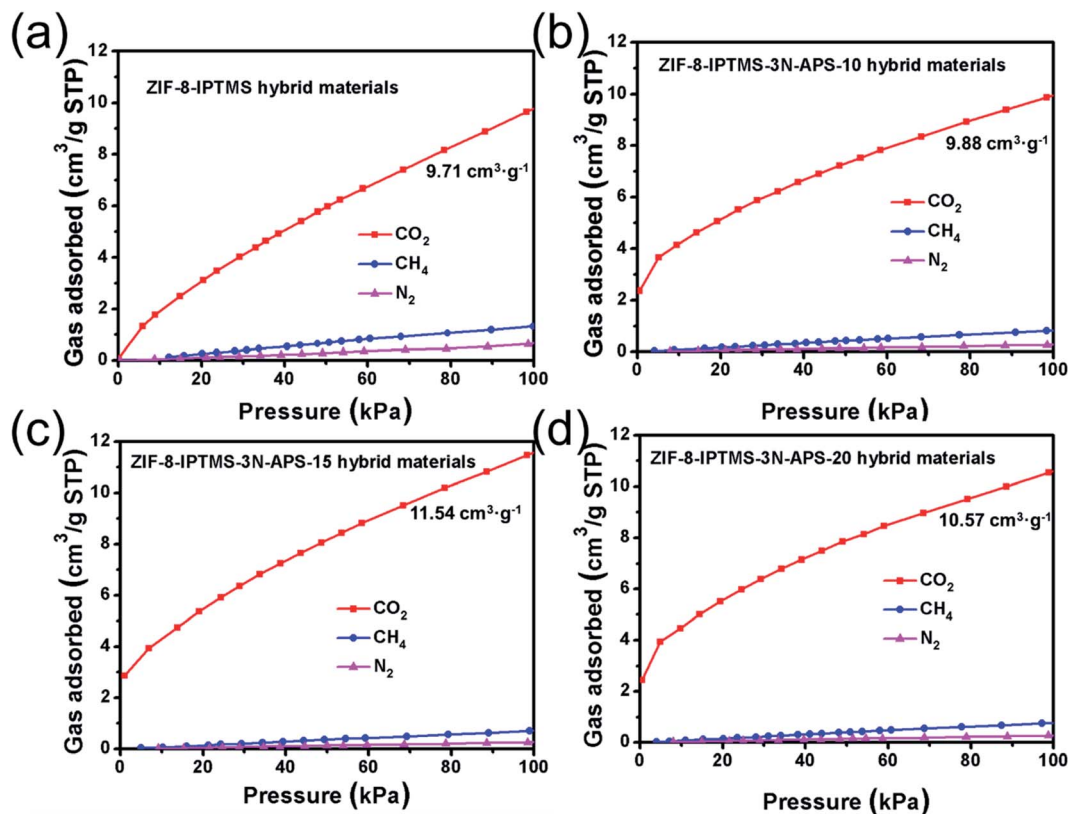 (a)
ZIF-8-IPTMS hybrid materials
Gas adsorbed (cm³/g STP)
12
10
8
6
4
2
0
9.71 cm³·g⁻¹
CO₂
CH₄
N₂
0 20 40 60 80 100
Pressure (kPa)
(b)
ZIF-8-IPTMS-3N-APS-10 hybrid materials
Gas adsorbed (cm³/g STP)
12
10
8
6
4
2
0
9.88 cm³·g⁻¹
CO₂
CH₄
N₂
0 20 40 60 80 100
Pressure (kPa)
(c)
ZIF-8-IPTMS-3N-APS-15 hybrid materials
Gas adsorbed (cm³/g STP)
12
10
8
6
4
2
0
11.54 cm³·g⁻¹
CO₂
CH₄
N₂
0 20 40 60 80 100
Pressure (kPa)
(d)
ZIF-8-IPTMS-3N-APS-20 hybrid materials
Gas adsorbed (cm³/g STP)
12
10
8
6
4
2
0
10.57 cm³·g⁻¹
CO₂
CH₄
N₂
0 20 40 60 80 100
Pressure (kPa)